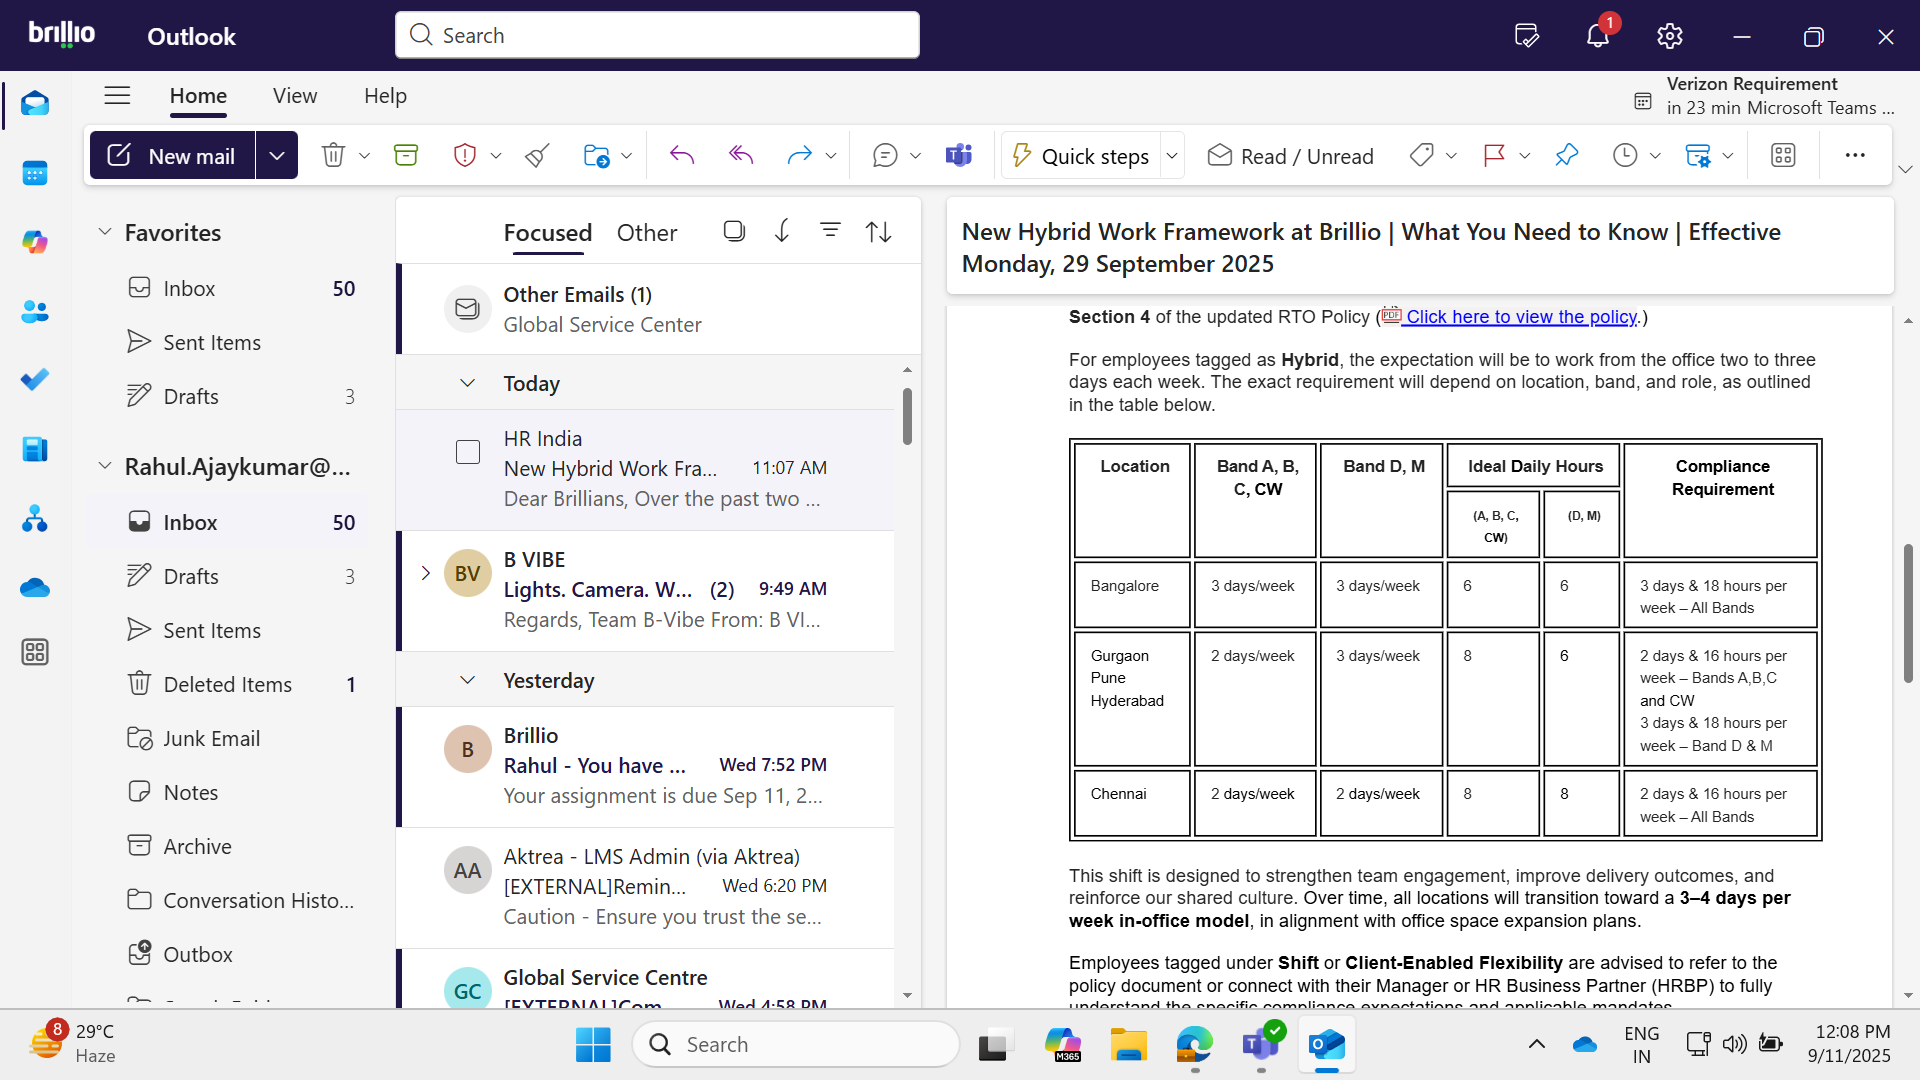 brillio
Outlook
Search
1
Verizon Requirement
in 23 min Microsoft Teams ...
Home
View
Help
New mail
Quick steps
Read / Unread
Favorites
Inbox 50
Sent Items
Drafts 3
Rahul.Ajaykumar@...
Inbox 50
Drafts 3
Sent Items
Deleted Items 1
Junk Email
Notes
Archive
Conversation Histo...
Outbox
Focused
Other
Other Emails (1)
Global Service Center
Today
HR India
New Hybrid Work Fra... 11:07 AM
Dear Brillians, Over the past two ...
BV
B VIBE
Lights. Camera. W... (2) 9:49 AM
Regards, Team B-Vibe From: B VI...
Yesterday
B
Brillio
Rahul - You have ... Wed 7:52 PM
Your assignment is due Sep 11, 2...
AA
Aktrea - LMS Admin (via Aktrea)
[EXTERNAL]Remin... Wed 6:20 PM
Caution - Ensure you trust the se...
GC
Global Service Centre
[EXTERNAL]Com... Wed 4:58 PM
New Hybrid Work Framework at Brillio | What You Need to Know | Effective
Monday, 29 September 2025
Section 4 of the updated RTO Policy (PDF Click here to view the policy.)
For employees tagged as Hybrid, the expectation will be to work from the office two to three
days each week. The exact requirement will depend on location, band, and role, as outlined
in the table below.
Location
Band A, B,
C, CW
Band D, M
Ideal Daily Hours
Compliance
Requirement
(A, B, C,
CW)
(D, M)
Bangalore
3 days/week
3 days/week
6
6
3 days & 18 hours per
week – All Bands
Gurgaon
Pune
Hyderabad
2 days/week
3 days/week
8
6
2 days & 16 hours per
week – Bands A,B,C
and CW
3 days & 18 hours per
week – Band D & M
Chennai
2 days/week
2 days/week
8
8
2 days & 16 hours per
week – All Bands
This shift is designed to strengthen team engagement, improve delivery outcomes, and
reinforce our shared culture. Over time, all locations will transition toward a 3–4 days per
week in-office model, in alignment with office space expansion plans.
Employees tagged under Shift or Client-Enabled Flexibility are advised to refer to the
policy document or connect with their Manager or HR Business Partner (HRBP) to fully
understand the specific compliance expectations and applicable mandates.
8
29°C
Haze
Search
M365
ENG
IN
12:08 PM
9/11/2025